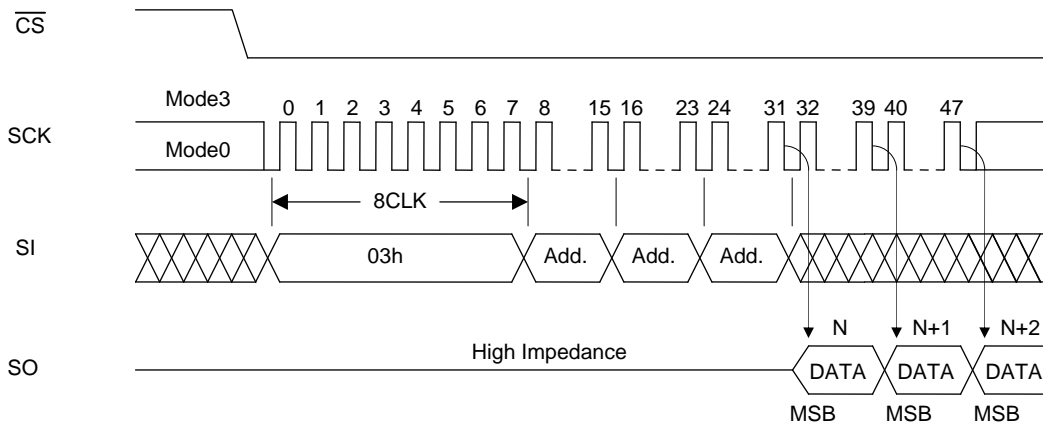 CS
Mode3
0 1 2 3 4 5 6 7 8 15 16 23 24 31 32 39 40 47
SCK
Mode0
8CLK
SI
03h Add. Add. Add.
N N+1 N+2
High Impedance
SO
DATA DATA DATA
MSB MSB MSB